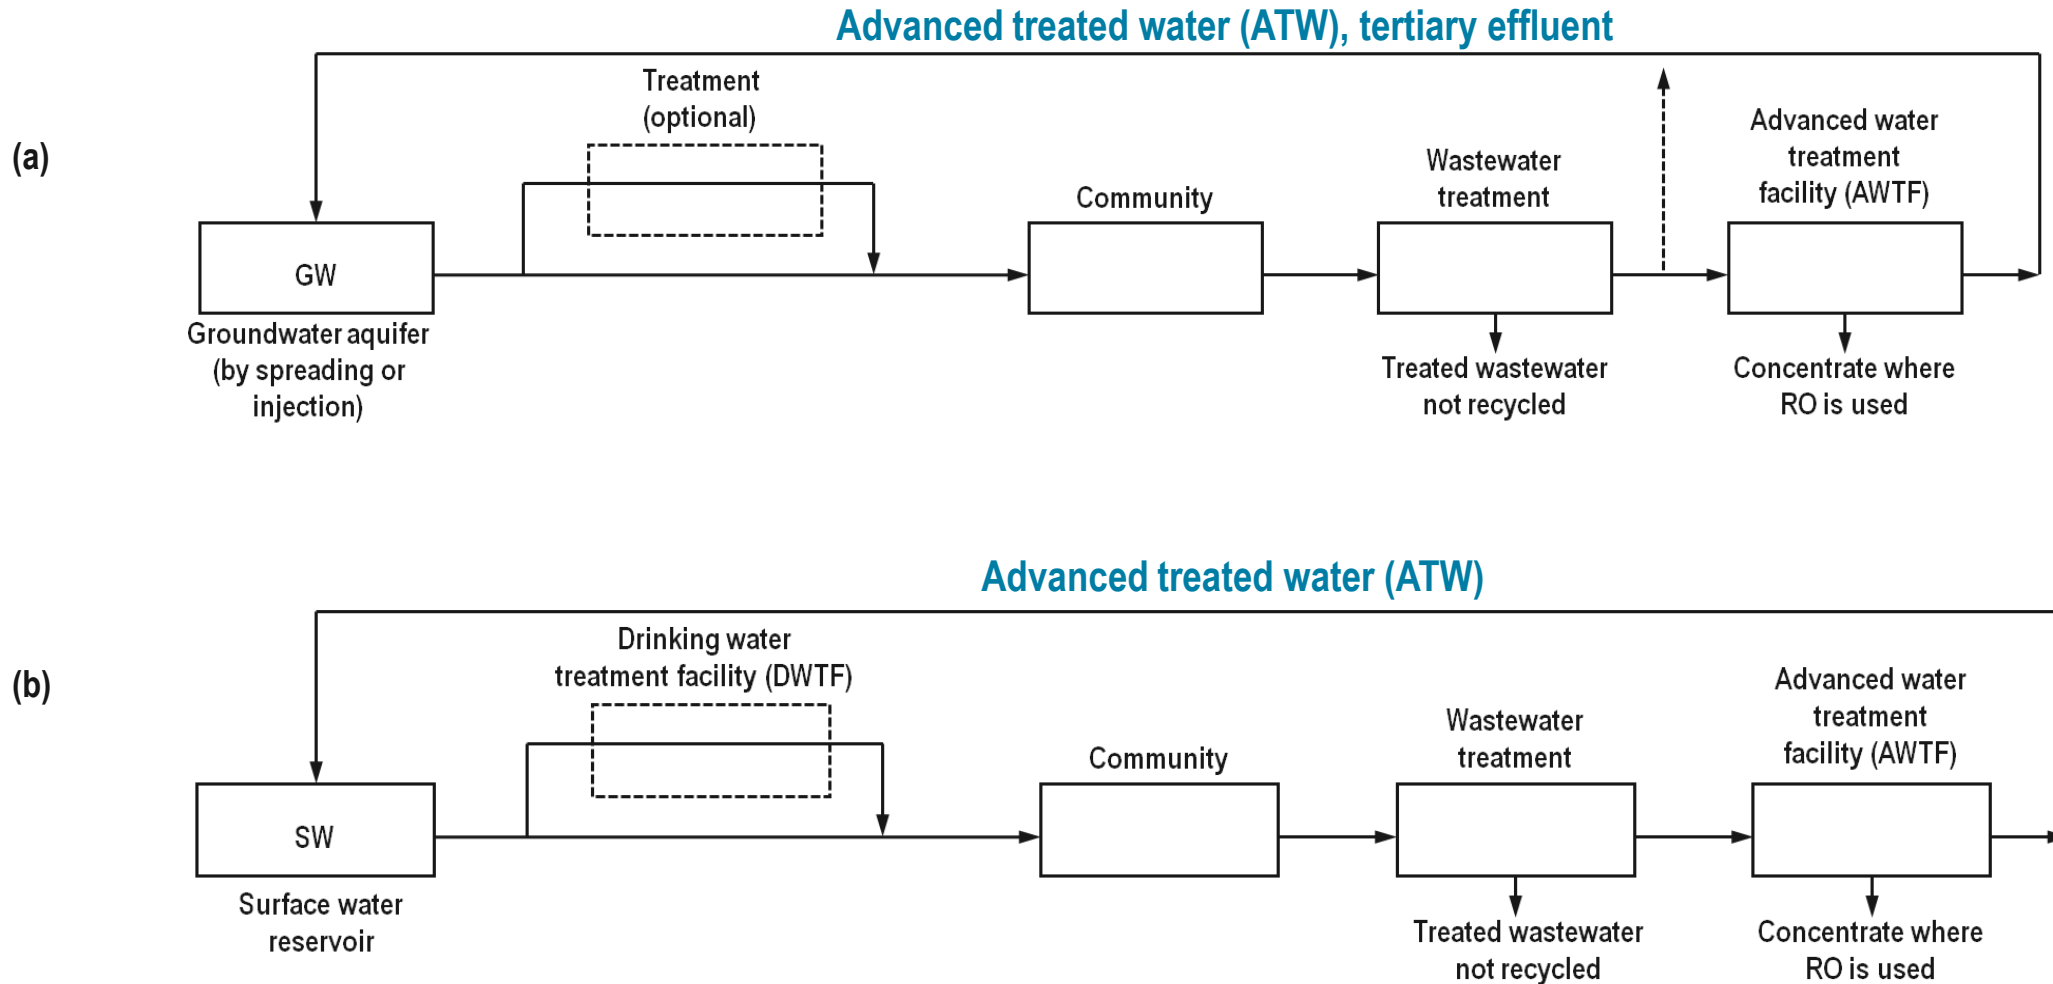 Advanced treated water (ATW), tertiary effluent
(a)
Treatment
(optional)
Community
Wastewater
treatment
Advanced water
treatment
facility (AWTF)
GW
Groundwater aquifer
(by spreading or
injection)
Treated wastewater
not recycled
Concentrate where
RO is used
Advanced treated water (ATW)
(b)
Drinking water
treatment facility (DWTF)
Community
Wastewater
treatment
Advanced water
treatment
facility (AWTF)
SW
Surface water
reservoir
Treated wastewater
not recycled
Concentrate where
RO is used